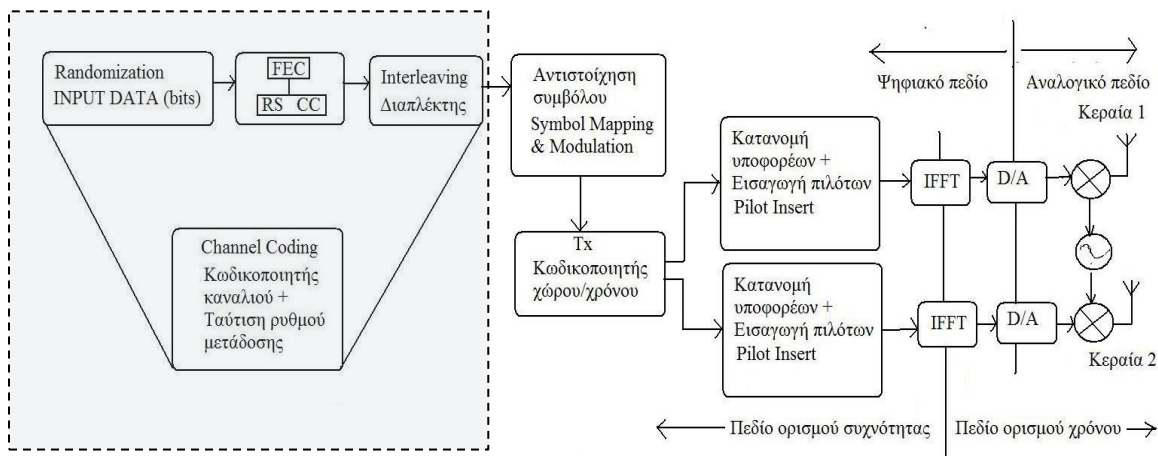 Randomization
INPUT DATA (bits)
FEC
RS CC
Interleaving
Διαπλέκτης
Channel Coding
Κωδικοποιητής
καναλιού +
Ταύτιση ρυθμού
μετάδοσης
Αντιστοίχηση
συμβόλου
Symbol Mapping
& Modulation
Tx
Κωδικοποιητής
χώρου/χρόνου
Κατανομή
υποφορέων +
Εισαγωγή πιλότων
Pilot Insert
Κατανομή
υποφορέων +
Εισαγωγή πιλότων
Pilot Insert
Ψηφιακό πεδίο
Αναλογικό πεδίο
Κεραία 1
IFFT
D/A
IFFT
D/A
Κεραία 2
Πεδίο ορισμού συχνότητας
Πεδίο ορισμού χρόνου